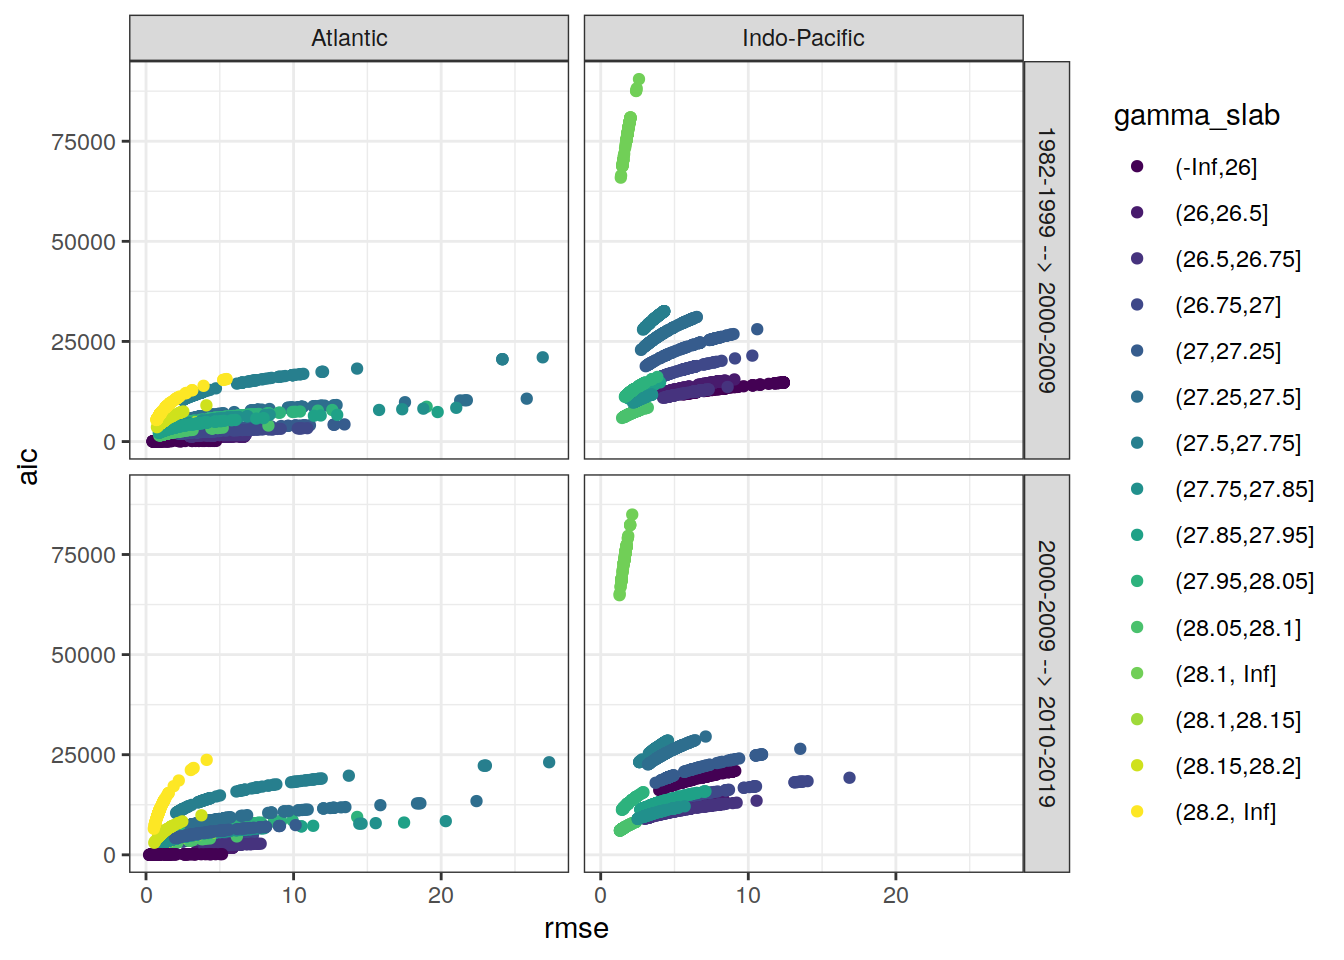 Atlantic
Indo-Pacific
75000
50000
25000
0
1982-1999 --> 2000-2009
75000
50000
25000
0
2000-2009 --> 2010-2019
0
10
20
0
10
20
rmse
aic
gamma_slab
(-Inf,26]
(26,26.5]
(26.5,26.75]
(26.75,27]
(27,27.25]
(27.25,27.5]
(27.5,27.75]
(27.75,27.85]
(27.85,27.95]
(27.95,28.05]
(28.05,28.1]
(28.1, Inf]
(28.1,28.15]
(28.15,28.2]
(28.2, Inf]